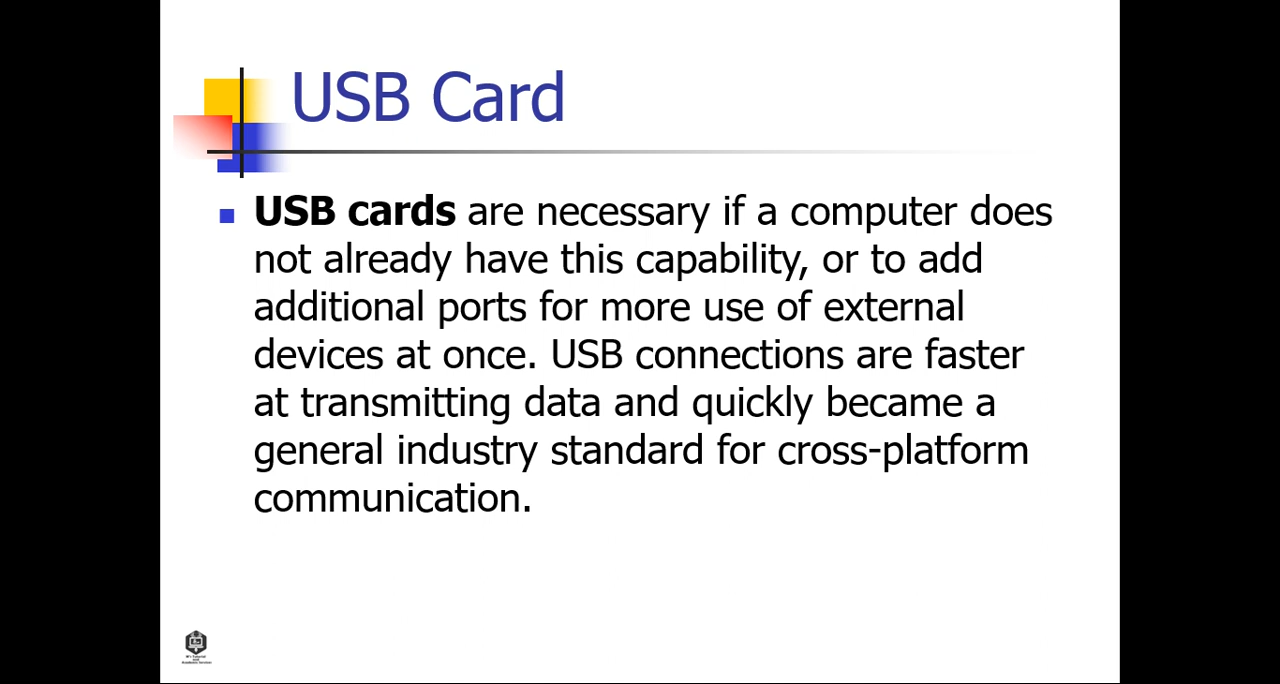 USB Card
USB cards are necessary if a computer does
not already have this capability, or to add
additional ports for more use of external
devices at once. USB connections are faster
at transmitting data and quickly became a
general industry standard for cross-platform
communication.
Academic Services